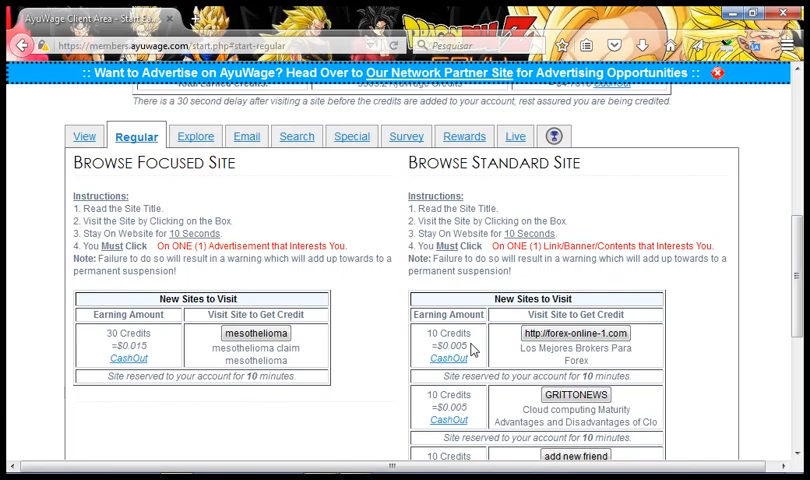 AyuWage Client Area - Start Ea...
https://members.ayuwage.com/start.php#start-regular
Pesquisar
:: Want to Advertise on AyuWage? Head Over to Our Network Partner Site for Advertising Opportunities ::
There is a 30 second delay after visiting a site before the credits are added to your account, rest assured you are being credited.
View Regular Explore Email Search Special Survey Rewards Live
Browse Focused Site
Instructions:
1. Read the Site Title.
2. Visit the Site by Clicking on the Box.
3. Stay On Website for 10 Seconds.
4. You Must Click On ONE (1) Advertisement that Interests You.
Note: Failure to do so will result in a warning which will add up towards to a
permanent suspension!
New Sites to Visit
Earning Amount Visit Site to Get Credit
30 Credits
=$0.015
CashOut
mesothelioma
mesothelioma claim
mesothelioma
Site reserved to your account for 10 minutes.
Browse Standard Site
Instructions:
1. Read the Site Title.
2. Visit the Site by Clicking on the Box.
3. Stay On Website for 10 Seconds.
4. You Must Click On ONE (1) Link/Banner/Contents that Interests You.
Note: Failure to do so will result in a warning which will add up towards to a
permanent suspension!
New Sites to Visit
Earning Amount Visit Site to Get Credit
10 Credits
=$0.005
CashOut
http://forex-online-1.com
Los Mejores Brokers Para
Forex
Site reserved to your account for 10 minutes.
10 Credits
=$0.005
CashOut
GRITTONEWS
Cloud computing Maturity
Advantages and Disadvantages of Clo
Site reserved to your account for 10 minutes.
10 Credits
add new friend